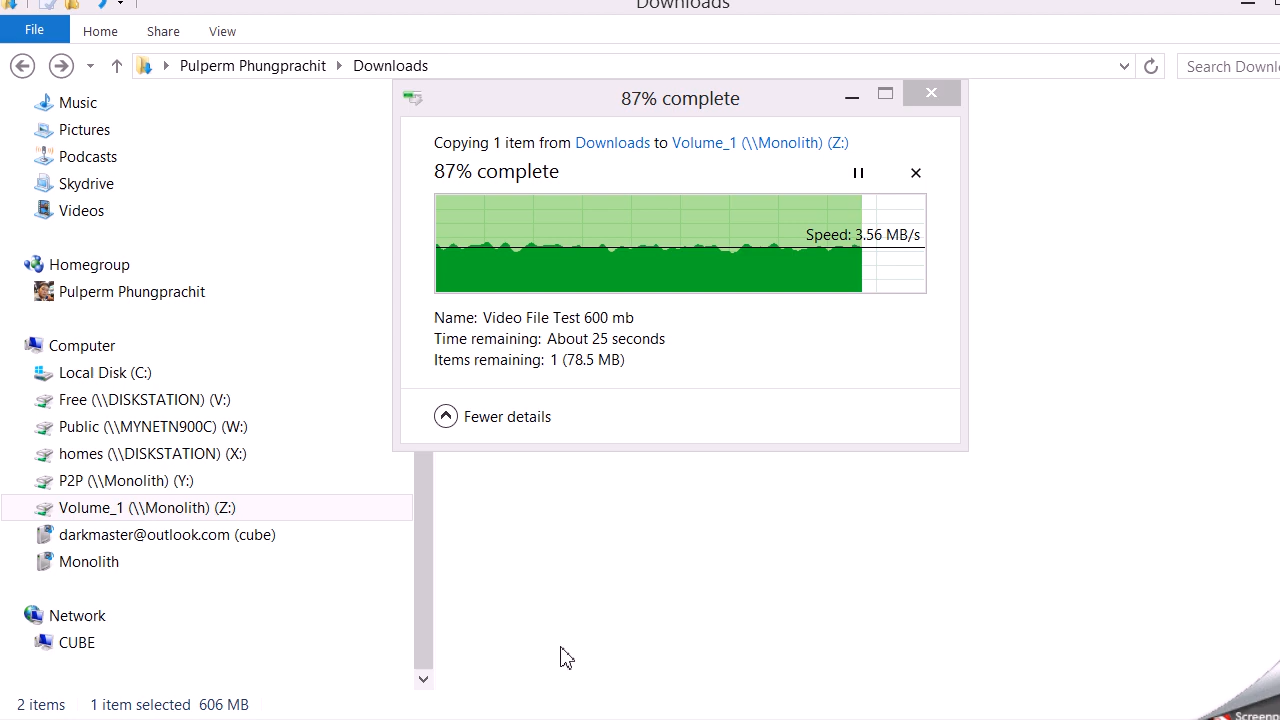 Downloads
File Home Share View
Pulperm Phungprachit Downloads
Music
Pictures
Podcasts
Skydrive
Videos
Homegroup
Pulperm Phungprachit
Computer
Local Disk (C:)
Free (\\DISKSTATION) (V:)
Public (\\MYNETN900C) (W:)
homes (\\DISKSTATION) (X:)
P2P (\\Monolith) (Y:)
Volume_1 (\\Monolith) (Z:)
darkmaster@outlook.com (cube)
Monolith
Network
CUBE
2 items 1 item selected 606 MB
87% complete
Copying 1 item from Downloads to Volume_1 (\\Monolith) (Z:)
87% complete
Speed: 3.56 MB/s
Name: Video File Test 600 mb
Time remaining: About 25 seconds
Items remaining: 1 (78.5 MB)
Fewer details
Search